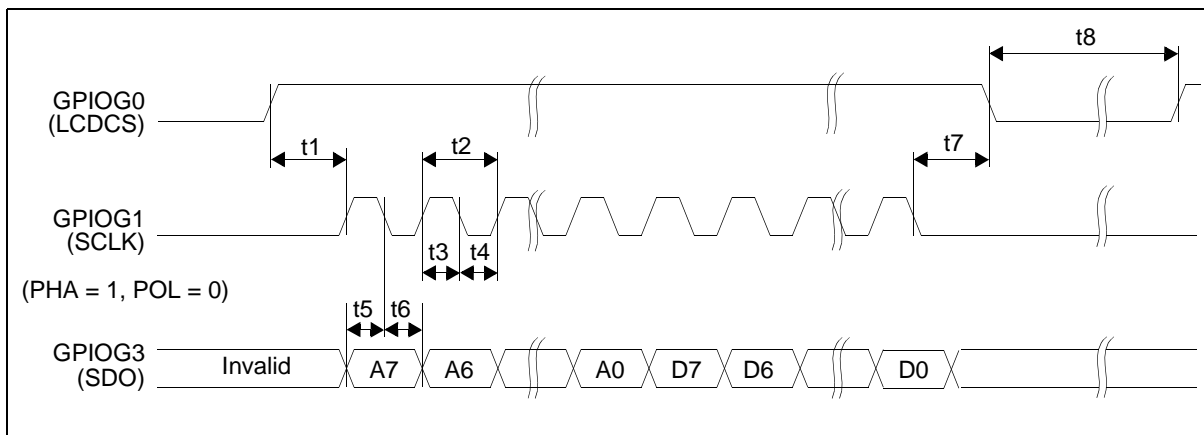 t8
GPIOG0
(LCDCS)
t1
t2
t7
GPIOG1
(SCLK)
t3
t4
(PHA = 1, POL = 0)
t5
t6
GPIOG3
(SDO)
Invalid
A7
A6
A0
D7
D6
D0